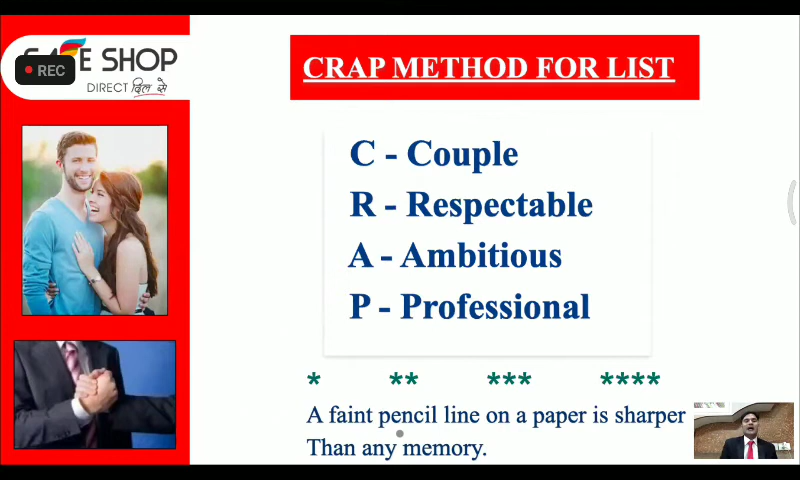 SAFE SHOP
REC
DIRECT दिल से
CRAP METHOD FOR LIST
C - Couple
R - Respectable
A - Ambitious
P - Professional
* ** *** ****
A faint pencil line on a paper is sharper
Than any memory.